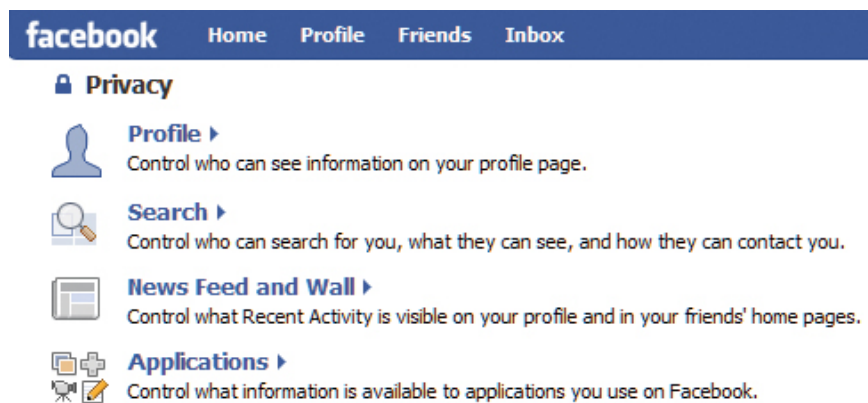 facebook Home Profile Friends Inbox
Privacy
Profile
Control who can see information on your profile page.
Search
Control who can search for you, what they can see, and how they can contact you.
News Feed and Wall
Control what Recent Activity is visible on your profile and in your friends' home pages.
Applications
Control what information is available to applications you use on Facebook.